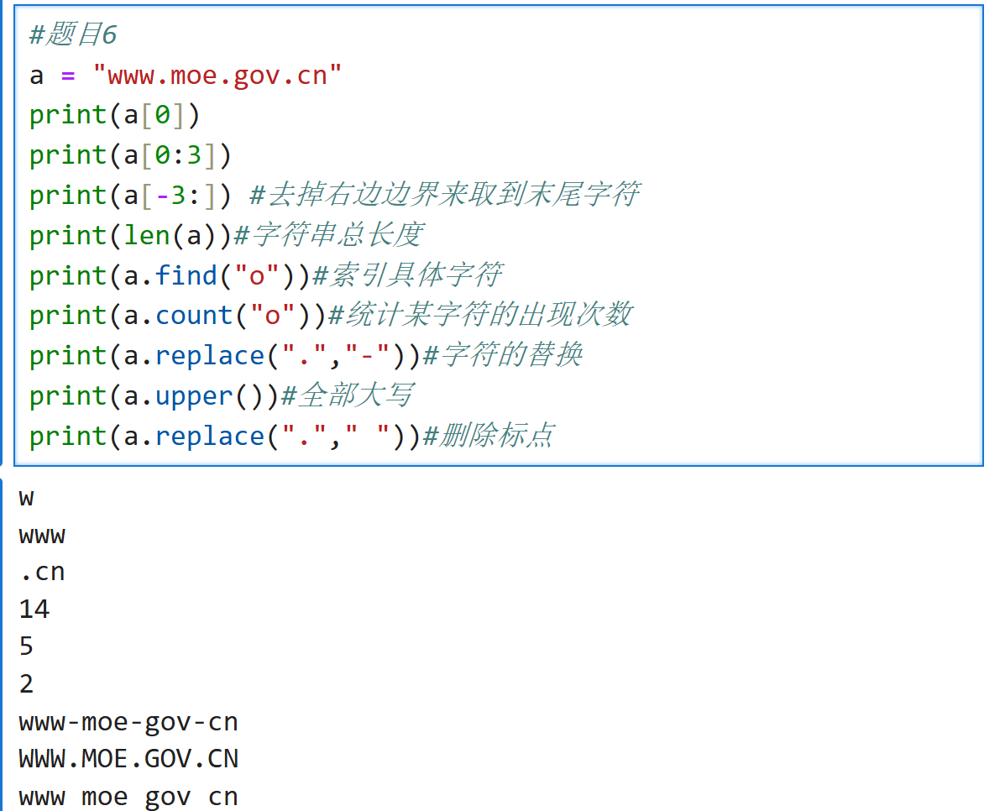 #题目6
a = "www.moe.gov.cn"
print(a[0])
print(a[0:3])
print(a[-3:]) #去掉右边边界来取到末尾字符
print(len(a))#字符串总长度
print(a.find("o"))#索引具体字符
print(a.count("o"))#统计某字符的出现次数
print(a.replace(".","-"))#字符的替换
print(a.upper())#全部大写
print(a.replace("."," "))#删除标点
w
www
.cn
14
5
2
www-moe-gov-cn
WWW.MOE.GOV.CN
www moe gov cn